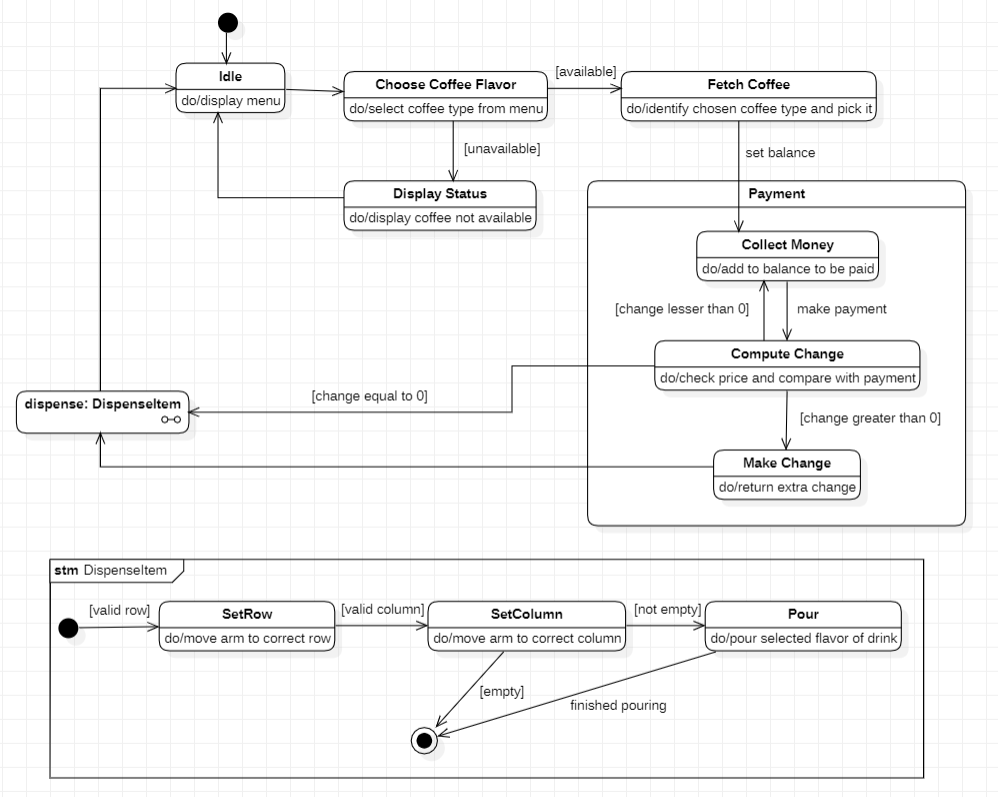 Idle
do/display menu
Choose Coffee Flavor
do/select coffee type from menu
[available]
Fetch Coffee
do/identify chosen coffee type and pick it
[unavailable]
set balance
Display Status
do/display coffee not available
Payment
Collect Money
do/add to balance to be paid
[change lesser than 0]
make payment
Compute Change
do/check price and compare with payment
[change equal to 0]
dispense: DispenseItem
[change greater than 0]
Make Change
do/return extra change
stm DispenseItem
[valid row]
SetRow
do/move arm to correct row
[valid column]
SetColumn
do/move arm to correct column
[not empty]
Pour
do/pour selected flavor of drink
[empty]
finished pouring